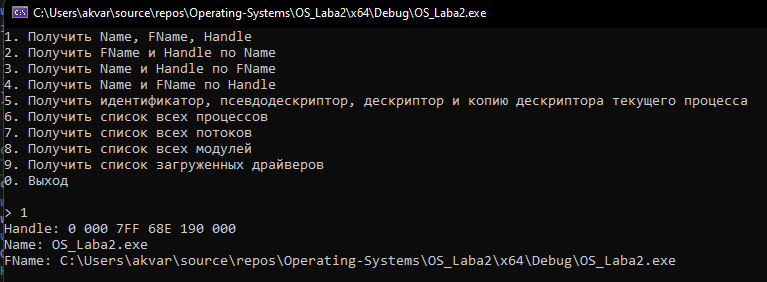 C:\Users\akvar\source\repos\Operating-Systems\OS_Laba2\x64\Debug\OS_Laba2.exe
1. Получить Name, FName, Handle
2. Получить FName и Handle по Name
3. Получить Name и Handle по FName
4. Получить Name и FName по Handle
5. Получить идентификатор, псевдодескриптор, дескриптор и копию дескриптора текущего процесса
6. Получить список всех процессов
7. Получить список всех потоков
8. Получить список всех модулей
9. Получить список загруженных драйверов
0. Выход
> 1
Handle: 0 000 7FF 68E 190 000
Name: OS_Laba2.exe
FName: C:\Users\akvar\source\repos\Operating-Systems\OS_Laba2\x64\Debug\OS_Laba2.exe